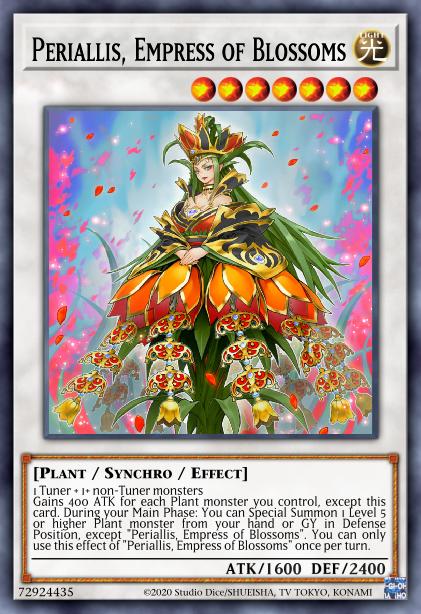 PERIALLIS, EMPRESS OF BLOSSOMS
LIGHT
光
[PLANT / SYNCHRO / EFFECT]
1 Tuner + 1+ non-Tuner monsters
Gains 400 ATK for each Plant monster you control, except this
card. During your Main Phase: You can Special Summon 1 Level 5
or higher Plant monster from your hand or GY in Defense
Position, except "Periallis, Empress of Blossoms". You can only
use this effect of "Periallis, Empress of Blossoms" once per turn.
ATK/1600 DEF/2400
72924435
©2020 Studio Dice/SHUEISHA, TV TOKYO, KONAMI